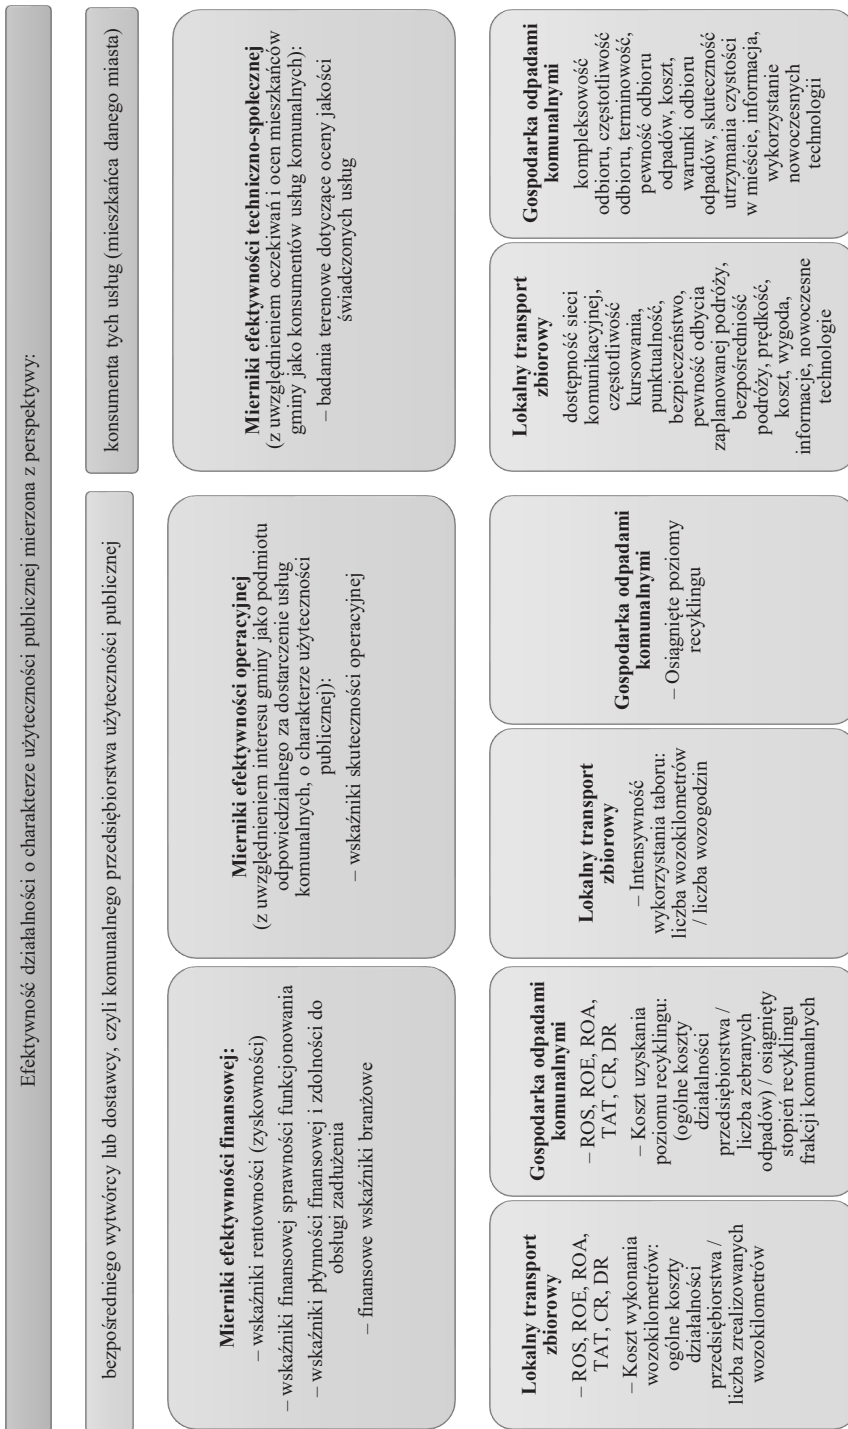 Efektywność działalności o charakterze użyteczności publicznej mierzona z perspektywy:
bezpośredniego wytwórcy lub dostawcy, czyli komunalnego przedsiębiorstwa użyteczności publicznej
konsumenta tych usług (mieszkańca danego miasta)
Mierniki efektywności finansowej:
– wskaźniki rentowności (zyskowności)
– wskaźniki finansowej sprawności funkcjonowania
– wskaźniki płynności finansowej i zdolności do
obsługi zadłużenia
– finansowe wskaźniki branżowe
Mierniki efektywności operacyjnej
(z uwzględnieniem interesu gminy jako podmiotu
odpowiedzialnego za dostarczenie usług
komunalnych, o charakterze użyteczności
publicznej):
– wskaźniki skuteczności operacyjnej
Mierniki efektywności techniczno-społecznej
(z uwzględnieniem oczekiwań i ocen mieszkańców
gminy jako konsumentów usług komunalnych):
– badania terenowe dotyczące oceny jakości
świadczonych usług
Lokalny transport
zbiorowy
– ROS, ROE, ROA,
TAT, CR, DR
– Koszt wykonania
wozokilometrów:
ogólne koszty
działalności
przedsiębiorstwa /
liczba zrealizowanych
wozokilometrów
Gospodarka odpadami
komunalnymi
– ROS, ROE, ROA,
TAT, CR, DR
– Koszt uzyskania
poziomu recyklingu:
(ogólne koszty
działalności
przedsiębiorstwa /
liczba zebranych
odpadów) / osiągnięty
stopień recyklingu
frakcji komunalnych
Lokalny transport
zbiorowy
– Intensywność
wykorzystania taboru:
liczba wozokilometrów
/ liczba wozogodzin
Gospodarka odpadami
komunalnymi
– Osiągnięte poziomy
recyklingu
Lokalny transport
zbiorowy
dostępność sieci
komunikacyjnej,
częstotliwość
kursowania,
punktualność,
bezpieczeństwo,
pewność odbycia
zaplanowanej podróży,
bezpośredniość
podróży, prędkość,
koszt, wygoda,
informacje, nowoczesne
technologie
Gospodarka odpadami
komunalnymi
kompleksowość
odbioru, częstotliwość
odbioru, terminowość,
pewność odbioru
odpadów, koszt,
warunki odbioru
odpadów, skuteczność
utrzymania czystości
w mieście, informacja,
wykorzystanie
nowoczesnych
technologii